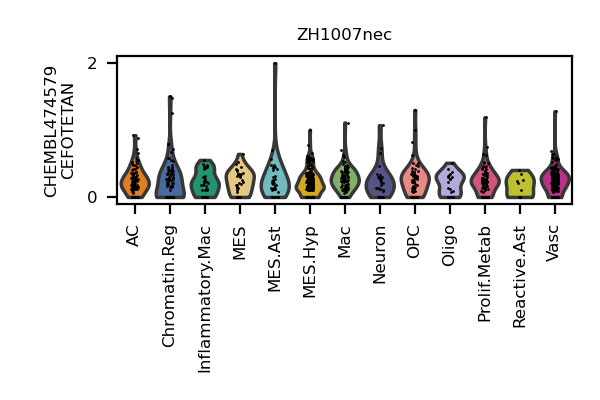 ZH1007nec
CHEMBL474579
CEFOTETAN
2
0
AC
Chromatin.Reg
Inflammatory.Mac
MES
MES.Ast
MES.Hyp
Mac
Neuron
OPC
Oligo
Prolif.Metab
Reactive.Ast
Vasc